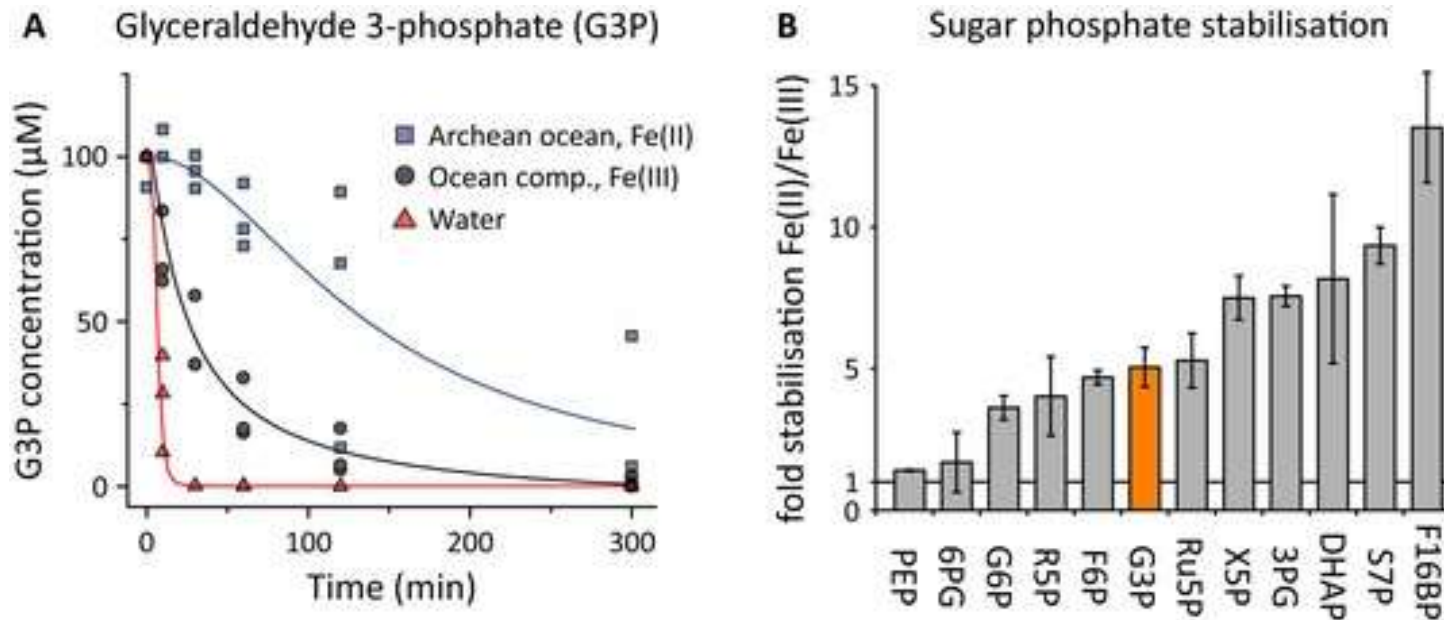 A Glyceraldehyde 3-phosphate (G3P)
G3P concentration (µM)
100
50
0
Archean ocean, Fe(II)
Ocean comp., Fe(III)
Water
0 100 200 300
Time (min)
B Sugar phosphate stabilisation
fold stabilisation Fe(II)/Fe(III)
15
10
5
1
0
PEP
6PG
G6P
R5P
F6P
G3P
Ru5P
X5P
3PG
DHAP
S7P
F16BP